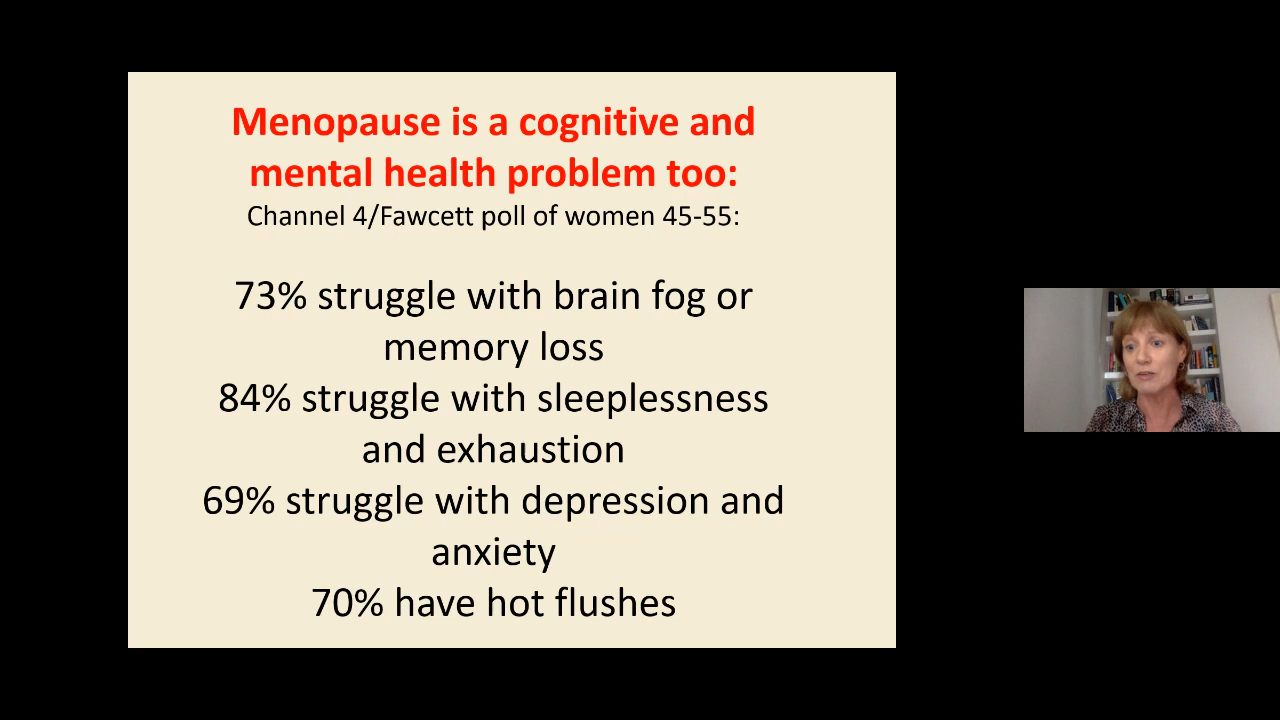 Menopause is a cognitive and
mental health problem too:
Channel 4/Fawcett poll of women 45-55:
73% struggle with brain fog or
memory loss
84% struggle with sleeplessness
and exhaustion
69% struggle with depression and
anxiety
70% have hot flushes